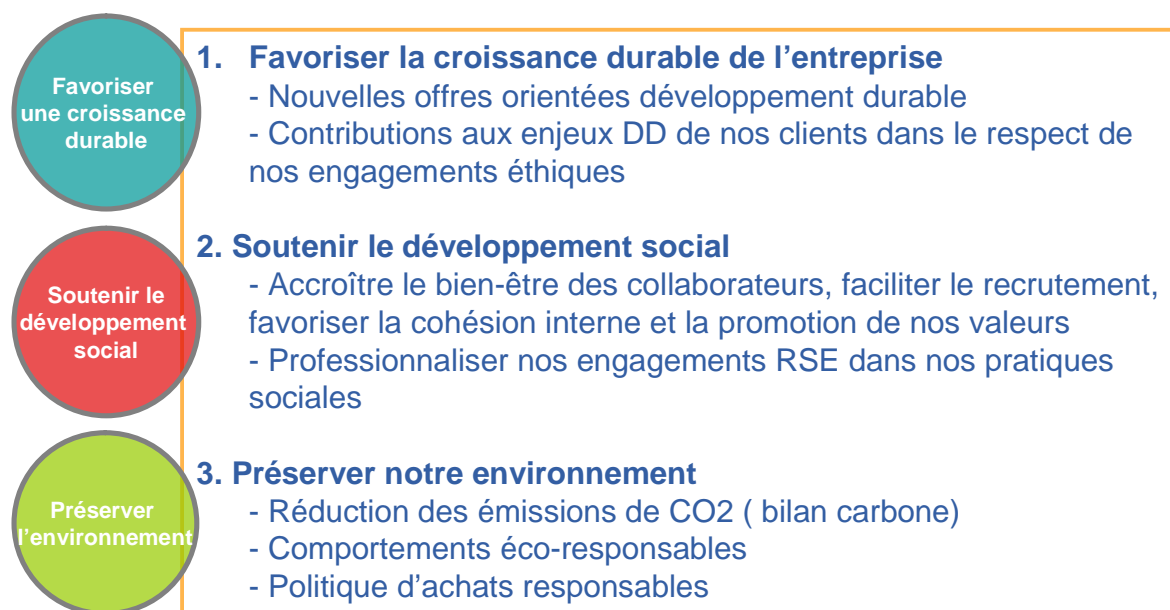 Favoriser
une croissance
durable
1. Favoriser la croissance durable de l’entreprise
- Nouvelles offres orientées développement durable
- Contributions aux enjeux DD de nos clients dans le respect de
nos engagements éthiques
Soutenir le
développement
social
2. Soutenir le développement social
- Accroître le bien-être des collaborateurs, faciliter le recrutement,
favoriser la cohésion interne et la promotion de nos valeurs
- Professionnaliser nos engagements RSE dans nos pratiques
sociales
Préserver
l’environnement
3. Préserver notre environnement
- Réduction des émissions de CO2 ( bilan carbone)
- Comportements éco-responsables
- Politique d’achats responsables